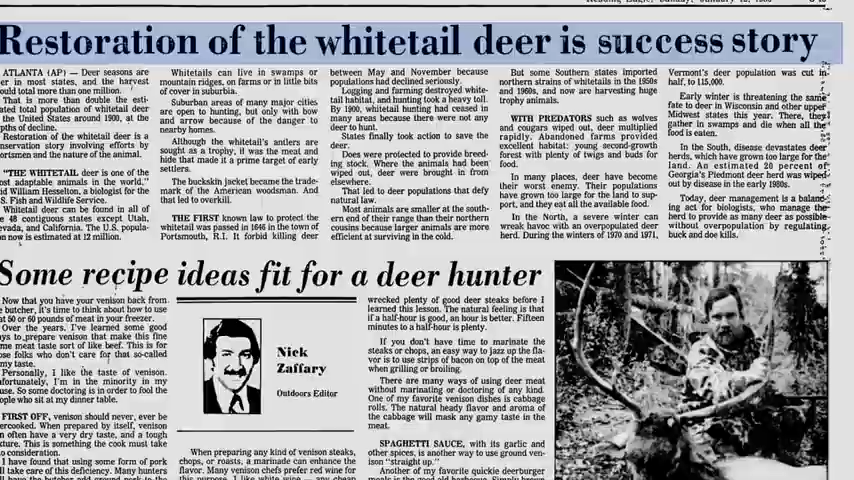 Restoration of the whitetail deer is success story
ATLANTA (AP) — Deer seasons are
er in most states, and the harvest
ould total more than one million.
That is more than double the esti-
ated total population of whitetail deer
the United States around 1900, at the
pths of decline.
Restoration of the whitetail deer is a
nservation story involving efforts by
ortsmen and the nature of the animal.
"THE WHITETAIL deer is one of the
ost adaptable animals in the world,"
id William Hesselton, a biologist for the
.S. Fish and Wildlife Service.
Whitetail deer can be found in all of
e 48 contiguous states except Utah,
evada, and California. The U.S. popula-
on now is estimated at 12 million.
Whitetails can live in swamps or
mountain ridges, on farms or in little bits
of cover in suburbia.
Suburban areas of many major cities
are open to hunting, but only with bow
and arrow because of the danger to
nearby homes.
Although the whitetail's antlers are
sought as a trophy, it was the meat and
hide that made it a prime target of early
settlers.
The buckskin jacket became the trade-
mark of the American woodsman. And
that led to overkill.
THE FIRST known law to protect the
whitetail was passed in 1646 in the town of
Portsmouth, R.I. It forbid killing deer
between May and November because
populations had declined seriously.
Logging and farming destroyed white-
tail habitat, and hunting took a heavy toll.
By 1900, whitetail hunting had ceased in
many areas because there were not any
deer to hunt.
States finally took action to save the
deer.
Does were protected to provide breed-
ing stock. Where the animals had been
wiped out, deer were brought in from
elsewhere.
That led to deer populations that defy
natural law.
Most animals are smaller at the south-
ern end of their range than their northern
cousins because larger animals are more
efficient at surviving in the cold.
But some Southern states imported
northern strains of whitetails in the 1950s
and 1960s, and now are harvesting huge
trophy animals.
WITH PREDATORS such as wolves
and cougars wiped out, deer multiplied
rapidly. Abandoned farms provided
excellent habitat: young second-growth
forest with plenty of twigs and buds for
food.
In many places, deer have become
their worst enemy. Their populations
have grown too large for the land to sup-
port, and they eat all the available food.
In the North, a severe winter can
wreak havoc with an overpopulated deer
herd. During the winters of 1970 and 1971,
Vermont's deer population was cut in
half, to 115,000.
Early winter is threatening the same
fate to deer in Wisconsin and other upper
Midwest states this year. There, they
gather in swamps and die when all the
food is eaten.
In the South, disease devastates deer
herds, which have grown too large for the
land. An estimated 20 percent of
Georgia's Piedmont deer herd was wiped
out by disease in the early 1980s.
Today, deer management is a balanc-
ing act for biologists, who manage the
herd to provide as many deer as possible
without overpopulation by regulating
buck and doe kills.
Some recipe ideas fit for a deer hunter
Now that you have your venison back from
e butcher, it's time to think about how to use
at 50 or 60 pounds of meat in your freezer.
Over the years, I've learned some good
ys to prepare venison that make this fine
me meat taste sort of like beef. This is for
ose folks who don't care for that so-called
my taste.
Personally, I like the taste of venison.
nfortunately, I'm in the minority in my
use. So some doctoring is in order to fool the
ople who sit at my dinner table.
FIRST OFF, venison should never, ever be
ercooked. When prepared by itself, venison
n often have a very dry taste, and a tough
xture. This is something the cook must take
to consideration.
I have found that using some form of pork
ll take care of this deficiency. Many hunters
Nick
Zaffary
Outdoors Editor
When preparing any kind of venison steaks,
chops, or roasts, a marinade can enhance the
flavor. Many venison chefs prefer red wine for
this purpose. I like white wine — any cheap
wrecked plenty of good deer steaks before I
learned this lesson. The natural feeling is that
if a half-hour is good, an hour is better. Fifteen
minutes to a half-hour is plenty.
If you don't have time to marinate the
steaks or chops, an easy way to jazz up the fla-
vor is to use strips of bacon on top of the meat
when grilling or broiling.
There are many ways of using deer meat
without marinating or doctoring of any kind.
One of my favorite venison dishes is cabbage
rolls. The natural heady flavor and aroma of
the cabbage will mask any gamy taste in the
meat.
SPAGHETTI SAUCE, with its garlic and
other spices, is another way to use ground ven-
ison "straight up."
Another of my favorite quickie deerburger